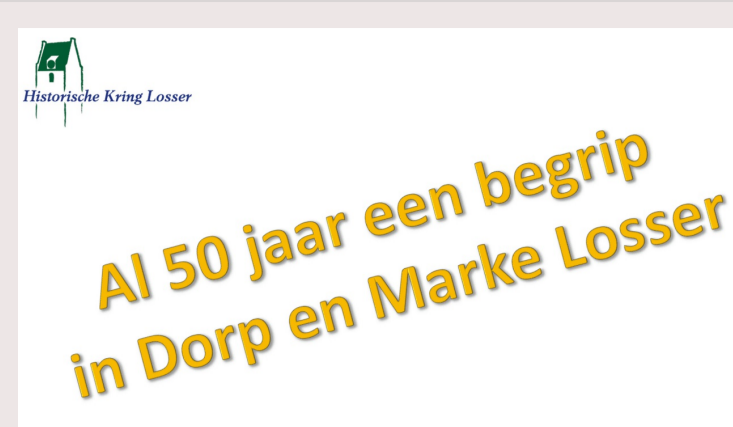 Historische Kring Losser
Al 50 jaar een begrip
in Dorp en Marke Losser